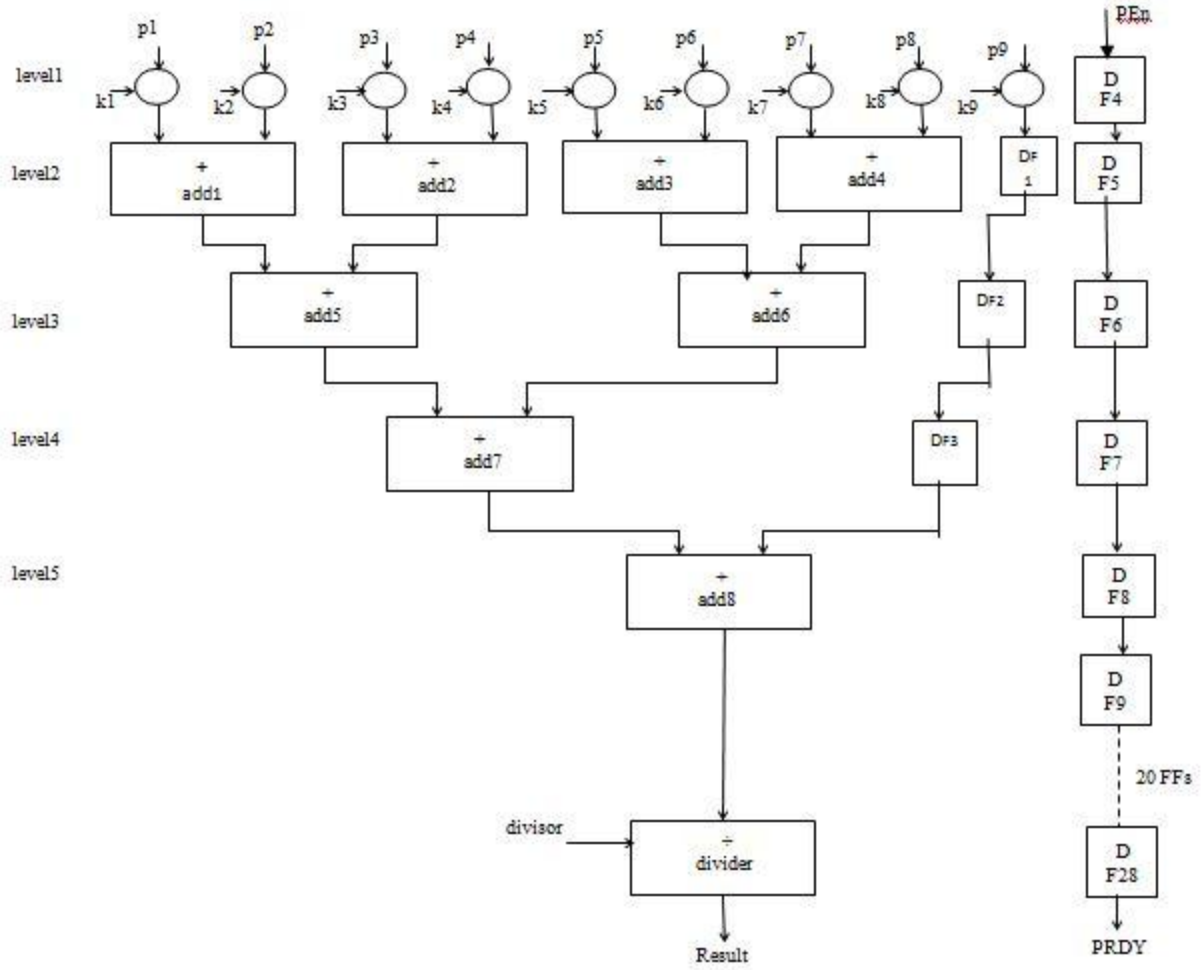 PEn
p1 p2 p3 p4 p5 p6 p7 p8 p9
level1
k1 k2 k3 k4 k5 k6 k7 k8 k9
D
F4
level2
+
add1
+
add2
+
add3
+
add4
DF
1
D
F5
level3
+
add5
+
add6
DF2
D
F6
level4
+
add7
DF3
D
F7
level5
+
add8
D
F8
D
F9
20 FFs
divisor
÷
divider
D
F28
Result
PRDY